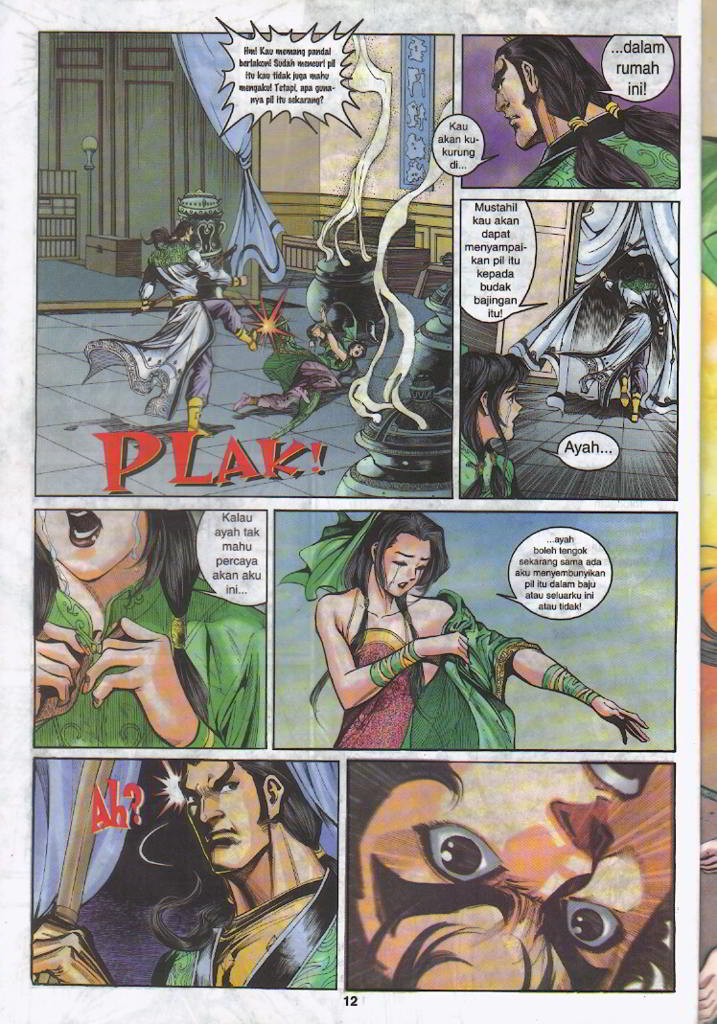 Hm! Kau memang pandai
berlakon! Sudah mencuri pil
itu kau tidak juga mahu
mengaku! Tetapi, apa guna-
nya pil itu sekarang?
Kau
akan ku-
kurung
di...
...dalam
rumah
ini!
PLAK!
Mustahil
kau akan
dapat
menyampai-
kan pil itu
kepada
budak
bajingan
itu!
Ayah...
Kalau
ayah tak
mahu
percaya
akan aku
ini...
...ayah
boleh tengok
sekarang sama ada
aku menyembunyikan
pil itu dalam baju
atau seluarku ini
atau tidak!
Ah?
12